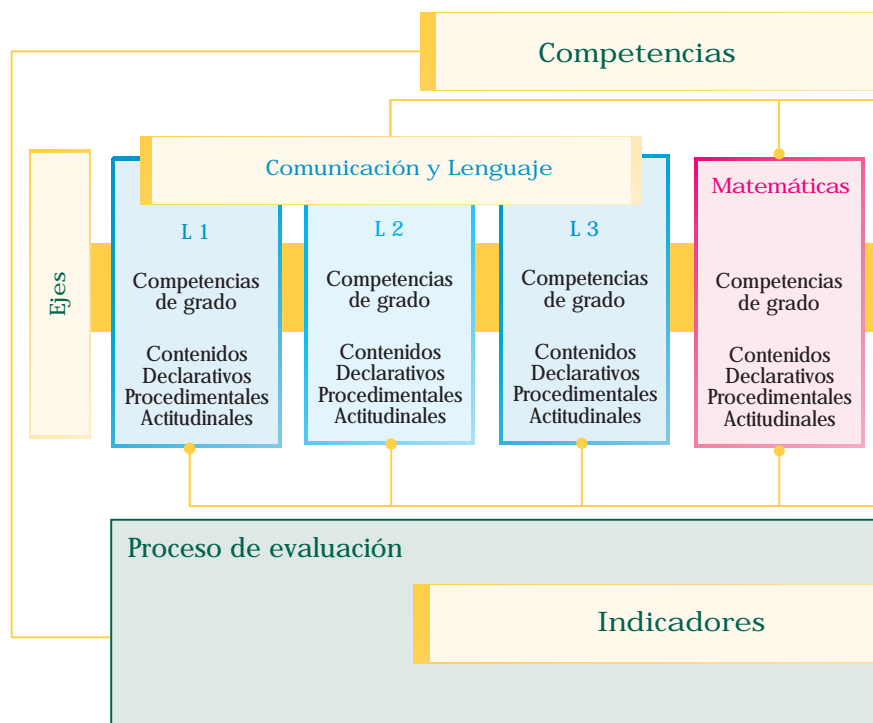 Competencias
Comunicación y Lenguaje
Ejes
L 1
Competencias
de grado
Contenidos
Declarativos
Procedimentales
Actitudinales
L 2
Competencias
de grado
Contenidos
Declarativos
Procedimentales
Actitudinales
L 3
Competencias
de grado
Contenidos
Declarativos
Procedimentales
Actitudinales
Matemáticas
Competencias
de grado
Contenidos
Declarativos
Procedimentales
Actitudinales
Proceso de evaluación
Indicadores